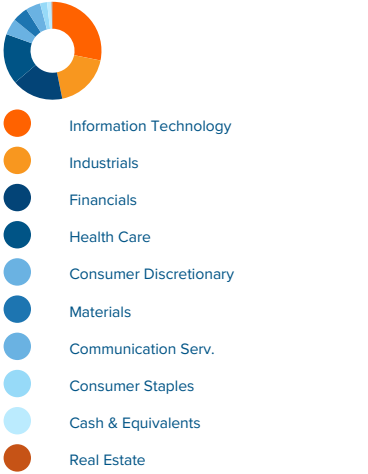 Information Technology
Industrials
Financials
Health Care
Consumer Discretionary
Materials
Communication Serv.
Consumer Staples
Cash & Equivalents
Real Estate